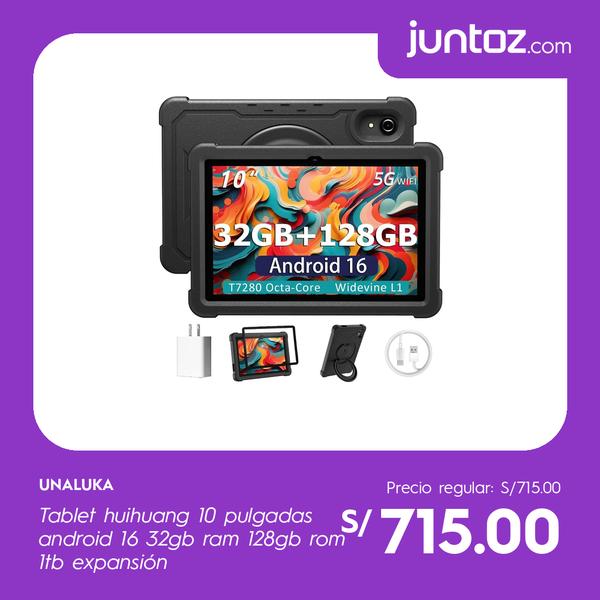 juntoz.com
10" 5G WIFI
32GB+128GB
Android 16
T7280 Octa-Core Widevine L1
UNALUKA
Precio regular: S/715.00
Tablet huihuang 10 pulgadas
android 16 32gb ram 128gb rom
1tb expansión
S/ 715.00